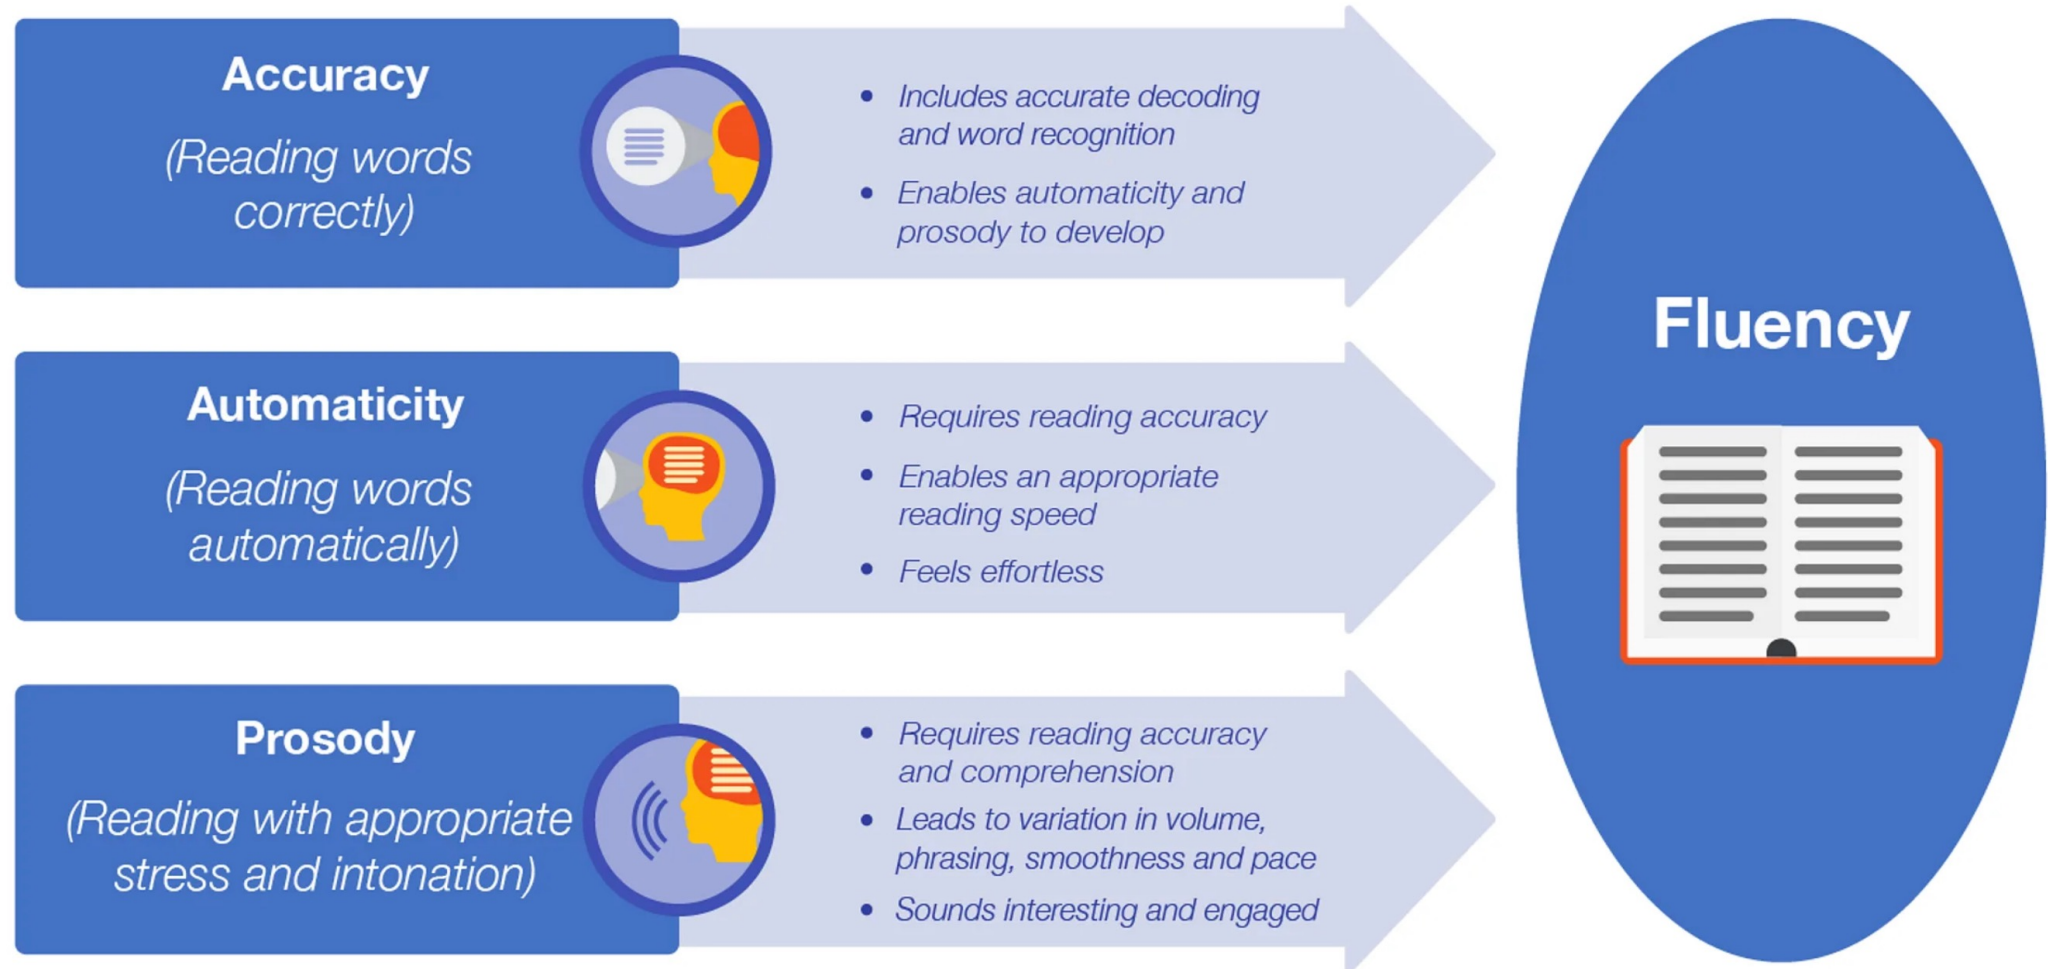 Accuracy
(Reading words
correctly)
• Includes accurate decoding
and word recognition
• Enables automaticity and
prosody to develop
Automaticity
(Reading words
automatically)
• Requires reading accuracy
• Enables an appropriate
reading speed
• Feels effortless
Prosody
(Reading with appropriate
stress and intonation)
• Requires reading accuracy
and comprehension
• Leads to variation in volume,
phrasing, smoothness and pace
• Sounds interesting and engaged
Fluency